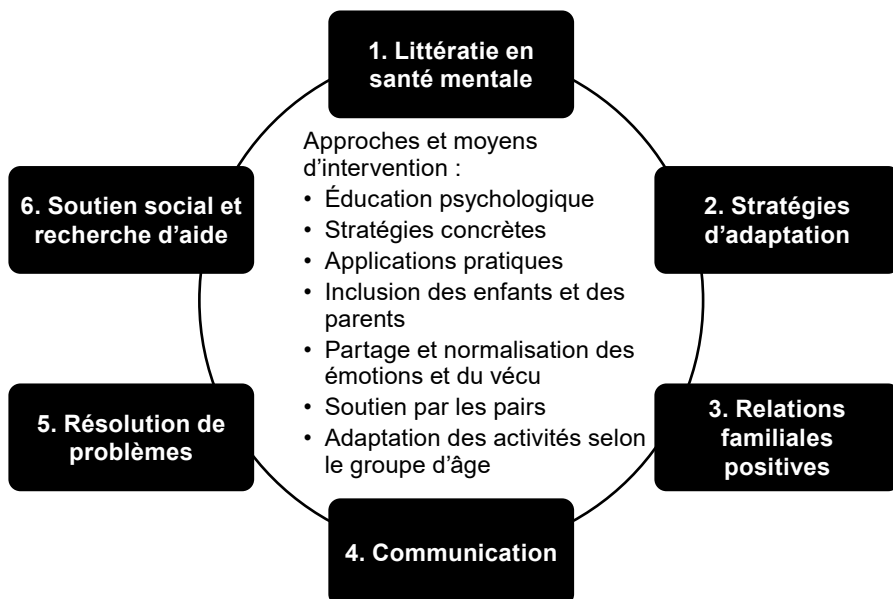 1. Littératie en
santé mentale
2. Stratégies
d’adaptation
3. Relations
familiales
positives
4. Communication
5. Résolution de
problèmes
6. Soutien social et
recherche d’aide
Approches et moyens
d’intervention :
• Éducation psychologique
• Stratégies concrètes
• Applications pratiques
• Inclusion des enfants et des
parents
• Partage et normalisation des
émotions et du vécu
• Soutien par les pairs
• Adaptation des activités selon
le groupe d’âge